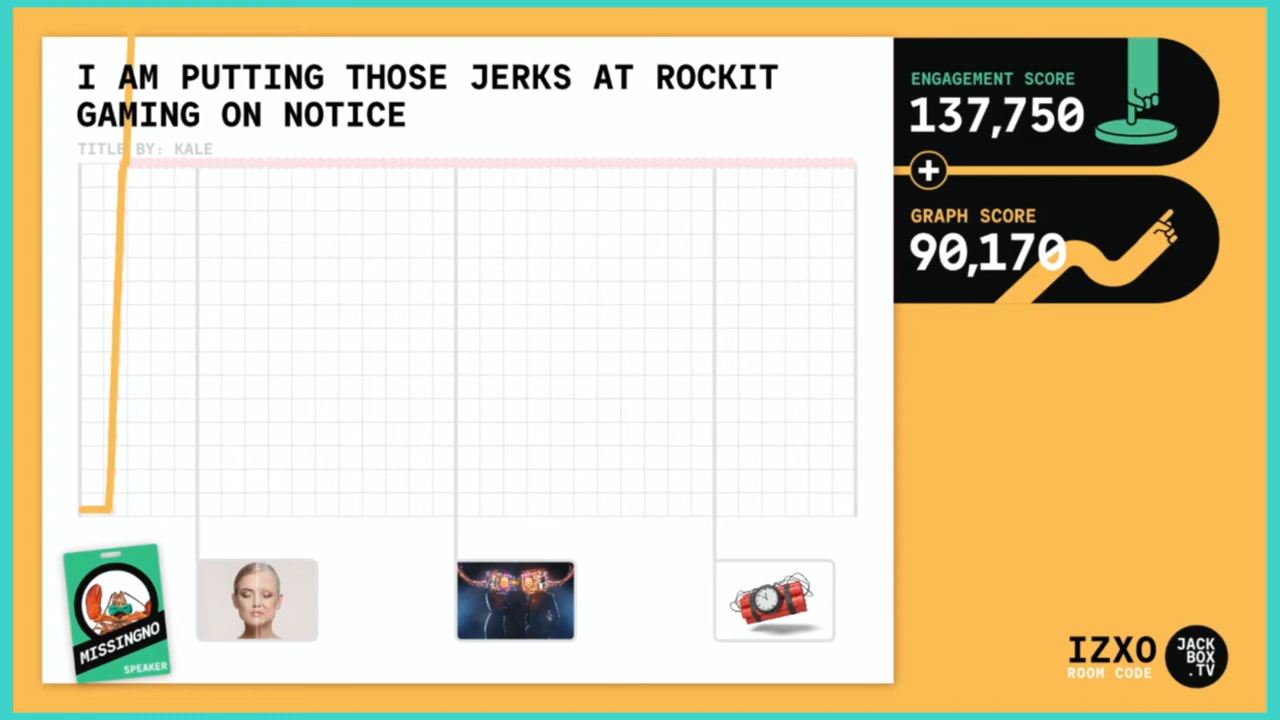 I AM PUTTING THOSE JERKS AT ROCKIT
GAMING ON NOTICE
TITLE BY: KALE
ENGAGEMENT SCORE
137,750
+
GRAPH SCORE
90,170
MISSINGNO
SPEAKER
IZXO
ROOM CODE
JACK
BOX
.TV